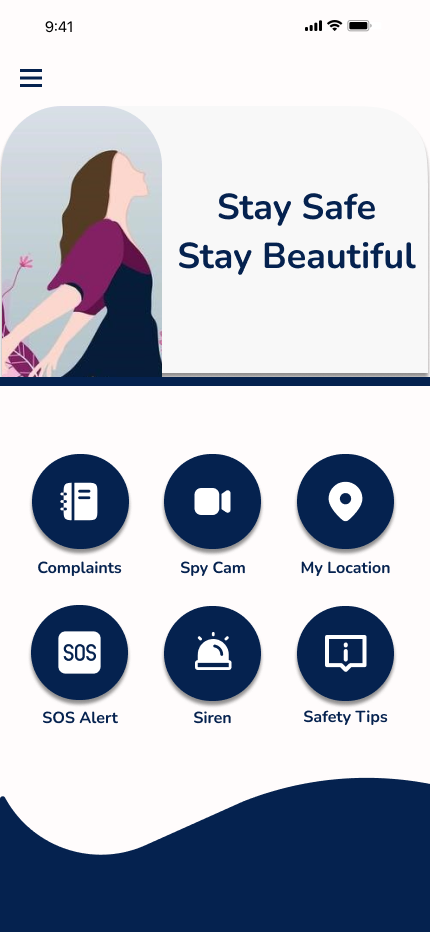 9:41
Stay Safe
Stay Beautiful
Complaints
Spy Cam
My Location
SOS
SOS Alert
Siren
Safety Tips